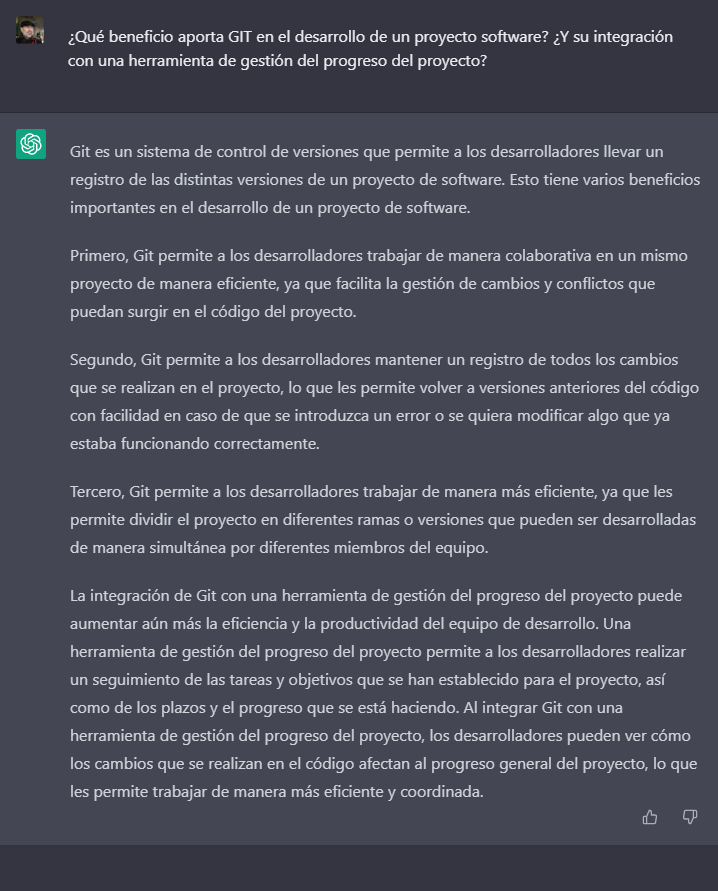 ¿Qué beneficio aporta GIT en el desarrollo de un proyecto software? ¿Y su integración
con una herramienta de gestión del progreso del proyecto?
Git es un sistema de control de versiones que permite a los desarrolladores llevar un
registro de las distintas versiones de un proyecto de software. Esto tiene varios beneficios
importantes en el desarrollo de un proyecto de software.
Primero, Git permite a los desarrolladores trabajar de manera colaborativa en un mismo
proyecto de manera eficiente, ya que facilita la gestión de cambios y conflictos que
puedan surgir en el código del proyecto.
Segundo, Git permite a los desarrolladores mantener un registro de todos los cambios
que se realizan en el proyecto, lo que les permite volver a versiones anteriores del código
con facilidad en caso de que se introduzca un error o se quiera modificar algo que ya
estaba funcionando correctamente.
Tercero, Git permite a los desarrolladores trabajar de manera más eficiente, ya que les
permite dividir el proyecto en diferentes ramas o versiones que pueden ser desarrolladas
de manera simultánea por diferentes miembros del equipo.
La integración de Git con una herramienta de gestión del progreso del proyecto puede
aumentar aún más la eficiencia y la productividad del equipo de desarrollo. Una
herramienta de gestión del progreso del proyecto permite a los desarrolladores realizar
un seguimiento de las tareas y objetivos que se han establecido para el proyecto, así
como de los plazos y el progreso que se está haciendo. Al integrar Git con una
herramienta de gestión del progreso del proyecto, los desarrolladores pueden ver cómo
los cambios que se realizan en el código afectan al progreso general del proyecto, lo que
les permite trabajar de manera más eficiente y coordinada.